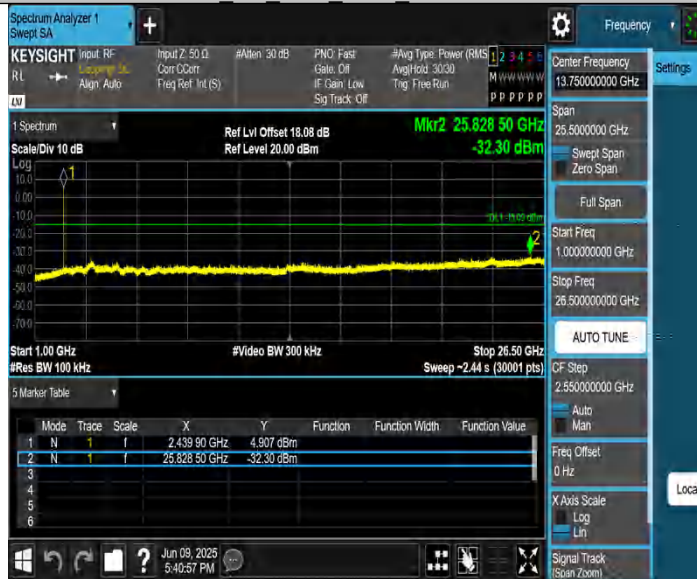 Spectrum Analyzer 1
Swept SA
+
Frequency
KEYSIGHT
RL
Input: RF
Align: Auto
Input Z: 50 Ω
Corr CCorr
Freq Ref: Int (S)
#Atten: 30 dB
PNO: Fast
Gate: Off
IF Gain: Low
Sig Track: Off
#Avg Type: Power (RMS
Avg|Hold: 30/30
Trig: Free Run
1 2 3 4 5 6
M W W W W W
P P P P P P
LXI
1 Spectrum
Scale/Div 10 dB
Ref Lvl Offset 18.08 dB
Ref Level 20.00 dBm
Mkr2 25.828 50 GHz
-32.30 dBm
Log
10.0
0.00
-10.0
-20.0
-30.0
-40.0
-50.0
-60.0
-70.0
1
2
Start 1.00 GHz
#Res BW 100 kHz
#Video BW 300 kHz
Stop 26.50 GHz
Sweep ~2.44 s (30001 pts)
5 Marker Table
Mode Trace Scale X Y Function Function Width Function Value
1 N 1 f 2.439 90 GHz 4.907 dBm
2 N 1 f 25.828 50 GHz -32.30 dBm
3
4
5
6
Jun 09, 2025
5:40:57 PM
?
Center Frequency
13.750000000 GHz
Settings
Span
25.5000000 GHz
Swept Span
Zero Span
Full Span
Start Freq
1.000000000 GHz
Stop Freq
26.500000000 GHz
AUTO TUNE
CF Step
2.550000000 GHz
Auto
Man
Freq Offset
0 Hz
X Axis Scale
Log
Lin
Signal Track
(Span Zoom)
Loca